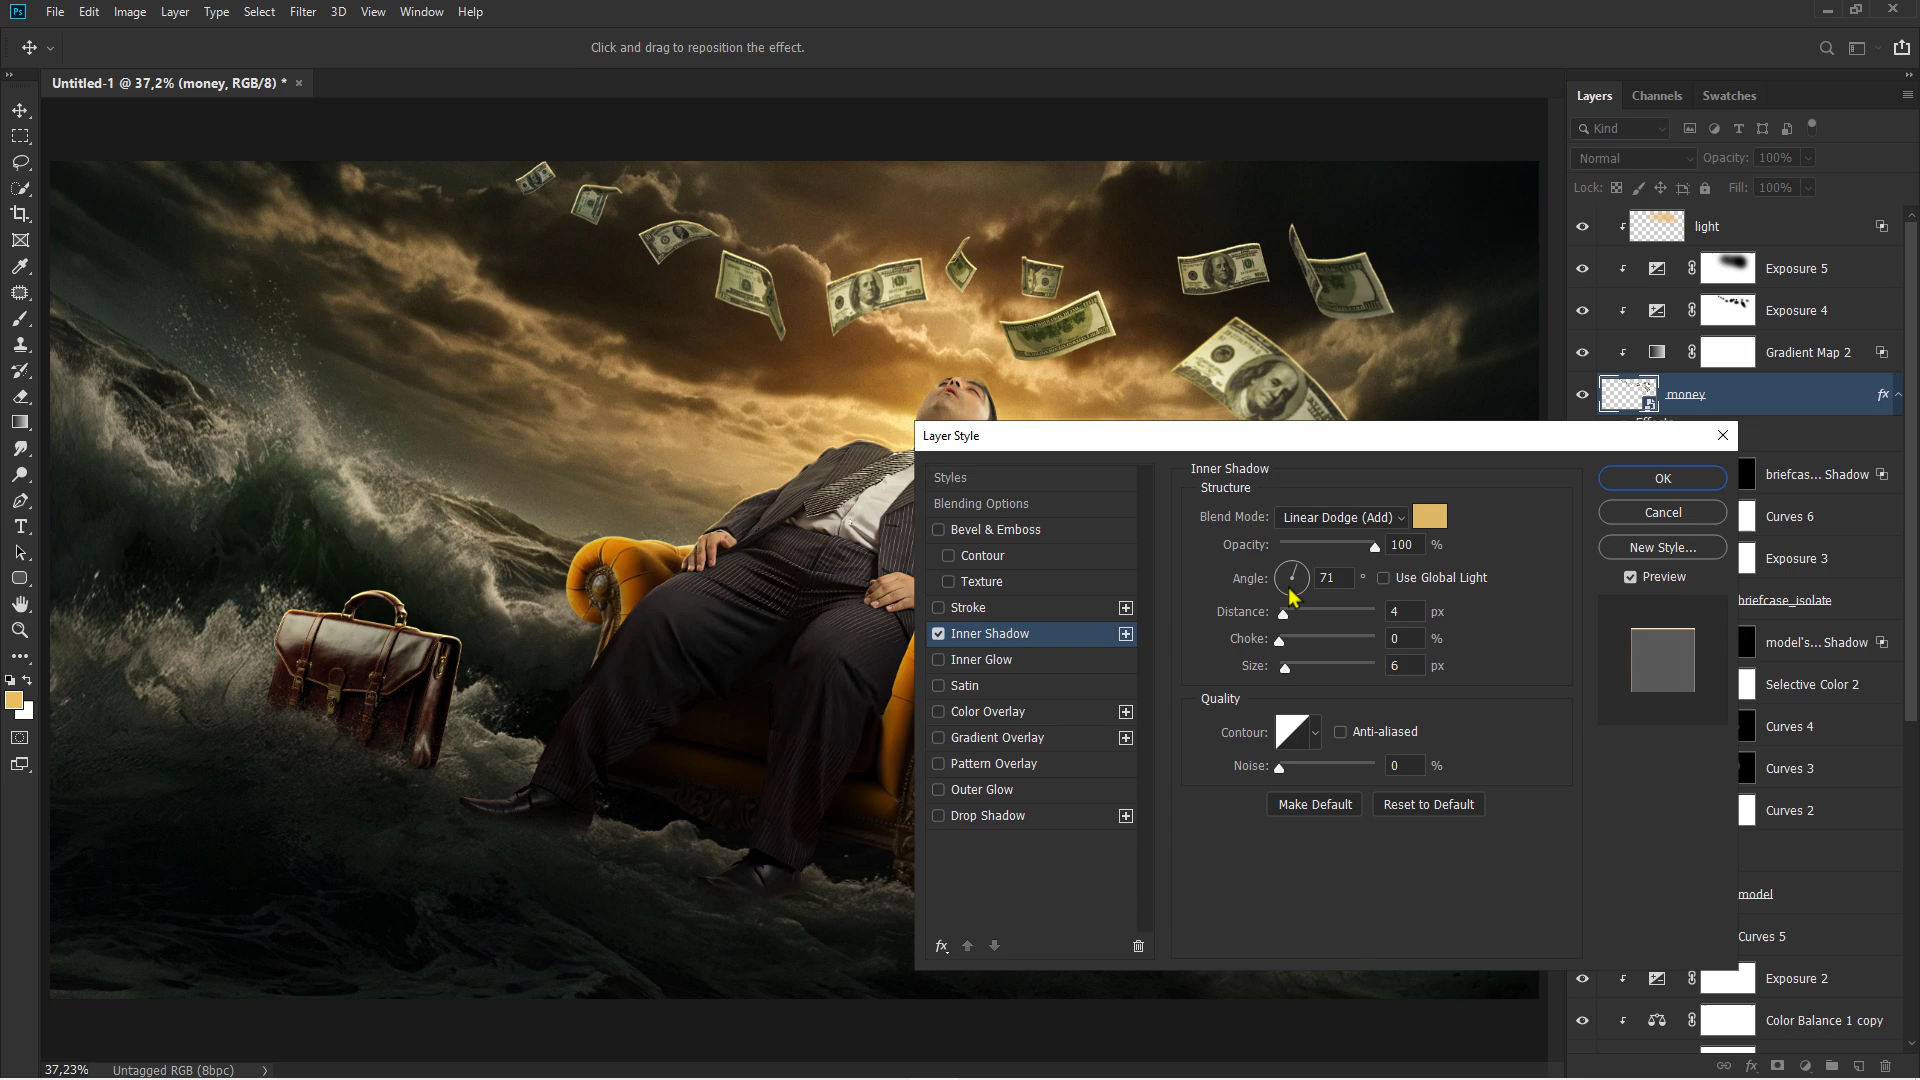 Ps File Edit Image Layer Type Select Filter 3D View Window Help
Click and drag to reposition the effect.
Untitled-1 @ 37,2% (money, RGB/8) * ×
Layers Channels Swatches
Kind
Normal Opacity: 100%
Lock: Fill: 100%
light
Exposure 5
Exposure 4
Gradient Map 2
money fx
Layer Style
Styles
Blending Options
Bevel & Emboss
Contour
Texture
Stroke
Inner Shadow
Inner Glow
Satin
Color Overlay
Gradient Overlay
Pattern Overlay
Outer Glow
Drop Shadow
fx
Inner Shadow
Structure
Blend Mode: Linear Dodge (Add)
Opacity: 100 %
Angle: 71 ° Use Global Light
Distance: 4 px
Choke: 0 %
Size: 6 px
Quality
Contour: Anti-aliased
Noise: 0 %
Make Default Reset to Default
OK
Cancel
New Style...
Preview
briefcas... Shadow
Curves 6
Exposure 3
briefcase_isolate
model's... Shadow
Selective Color 2
Curves 4
Curves 3
Curves 2
model
Curves 5
Exposure 2
Color Balance 1 copy
fx
37,23% Untagged RGB (8bpc)